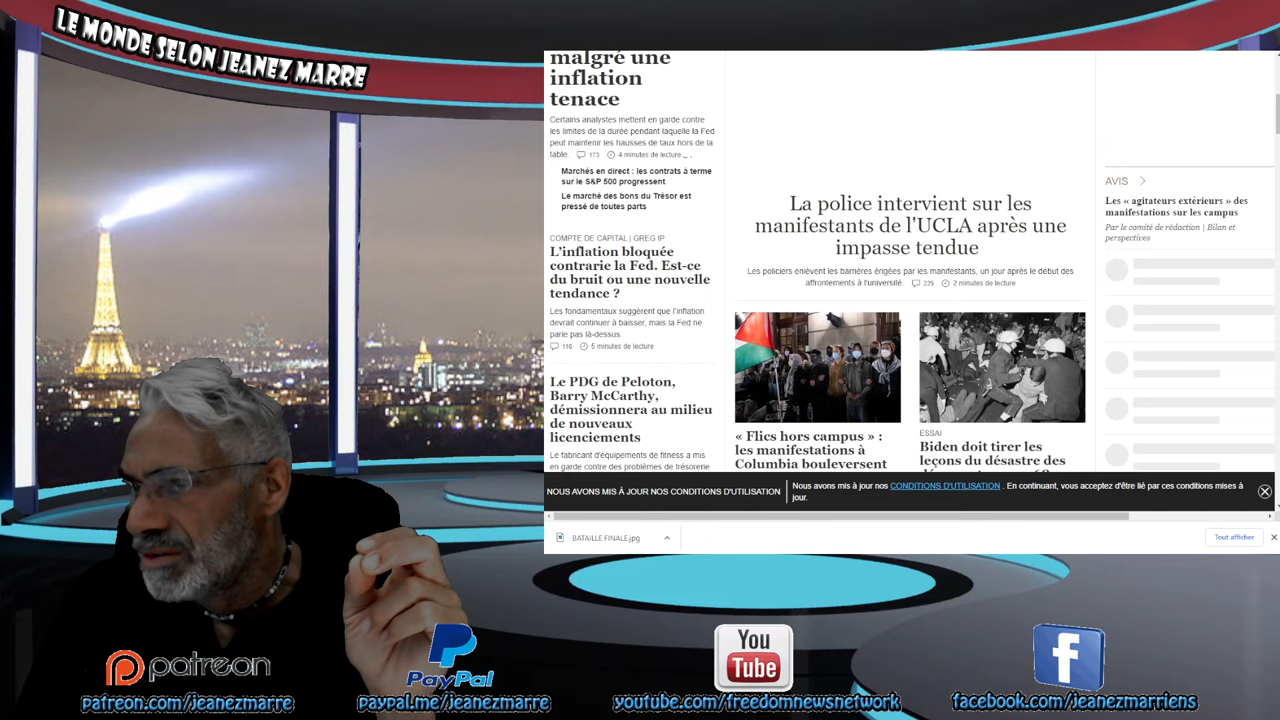 LE MONDE SELON JEANEZ MARRE
malgré une
inflation
tenace
Certains analystes mettent en garde contre
les limites de la durée pendant laquelle la Fed
peut maintenir les hausses de taux hors de la
table. 173 4 minutes de lecture
Marchés en direct : les contrats à terme
sur le S&P 500 progressent
Le marché des bons du Trésor est
pressé de toutes parts
COMPTE DE CAPITAL | GREG IP
L'inflation bloquée
contrarie la Fed. Est-ce
du bruit ou une nouvelle
tendance ?
Les fondamentaux suggèrent que l'inflation
devrait continuer à baisser, mais la Fed ne
parie pas là-dessus.
116 5 minutes de lecture
Le PDG de Peloton,
Barry McCarthy,
démissionnera au milieu
de nouveaux
licenciements
Le fabricant d'équipements de fitness a mis
en garde contre des problèmes de trésorerie
La police intervient sur les
manifestants de l'UCLA après une
impasse tendue
Les policiers enlèvent les barrières érigées par les manifestants, un jour après le début des
affrontements à l'université. 225 2 minutes de lecture
« Flics hors campus » :
les manifestations à
Columbia bouleversent
ESSAI
Biden doit tirer les
leçons du désastre des
AVIS
Les « agitateurs extérieurs » des
manifestations sur les campus
Par le comité de rédaction | Bilan et
perspectives
NOUS AVONS MIS À JOUR NOS CONDITIONS D'UTILISATION
Nous avons mis à jour nos CONDITIONS D'UTILISATION . En continuant, vous acceptez d'être lié par ces conditions mises à
jour.
BATAILLE FINALE.jpg
Tout afficher
patreon
PayPal
You
Tube
f
patreon.com/jeanezmarre
paypal.me/jeanezmarre
youtube.com/freedomnewsnetwork
facebook.com/jeanezmarriens